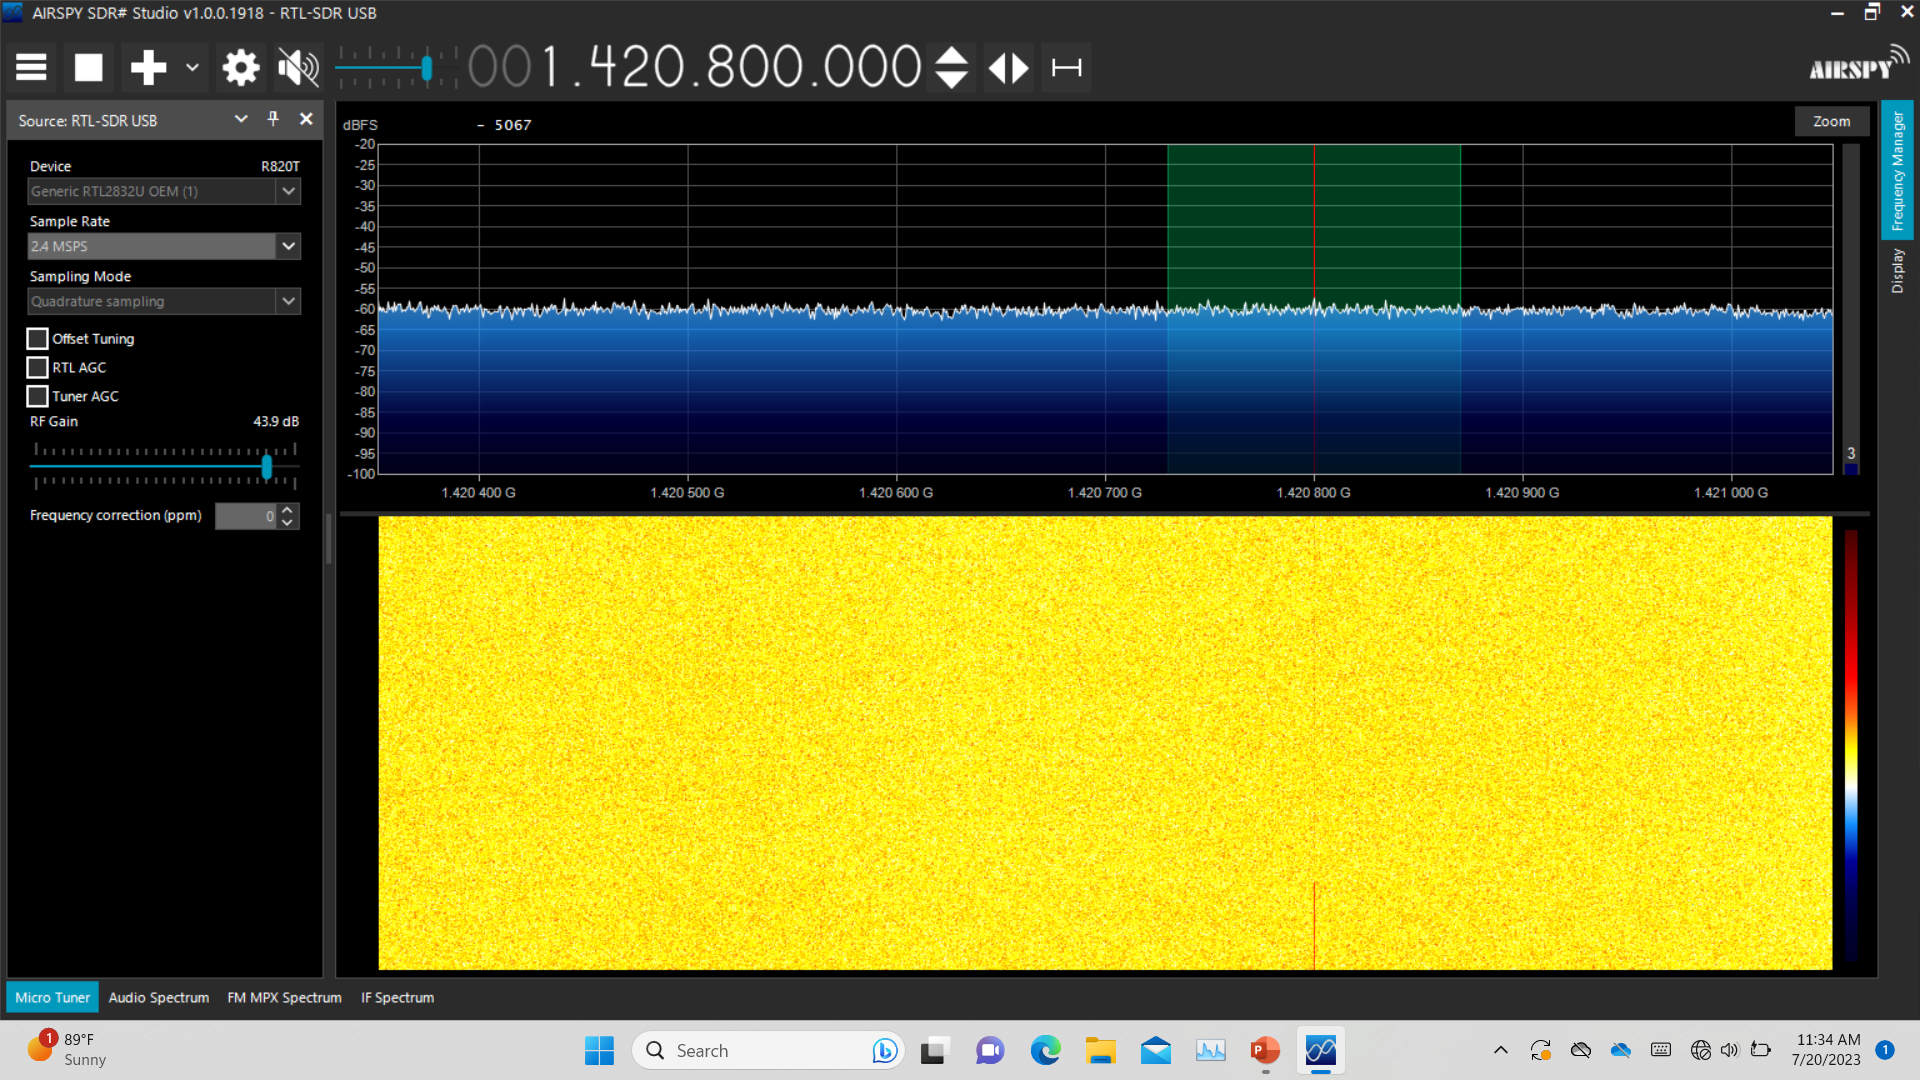 AIRSPY SDR# Studio v1.0.0.1918 - RTL-SDR USB
001.420.800.000
AIRSPY
Source: RTL-SDR USB
Device
R820T
Generic RTL2832U OEM (1)
Sample Rate
2.4 MSPS
Sampling Mode
Quadrature sampling
Offset Tuning
RTL AGC
Tuner AGC
RF Gain
43.9 dB
Frequency correction (ppm)
0
dBFS
- 5067
Zoom
-20
-25
-30
-35
-40
-45
-50
-55
-60
-65
-70
-75
-80
-85
-90
-95
-100
3
1.420 400 G
1.420 500 G
1.420 600 G
1.420 700 G
1.420 800 G
1.420 900 G
1.421 000 G
Frequency Manager
Display
Micro Tuner
Audio Spectrum
FM MPX Spectrum
IF Spectrum
1
89°F
Sunny
Search
P
11:34 AM
7/20/2023
1